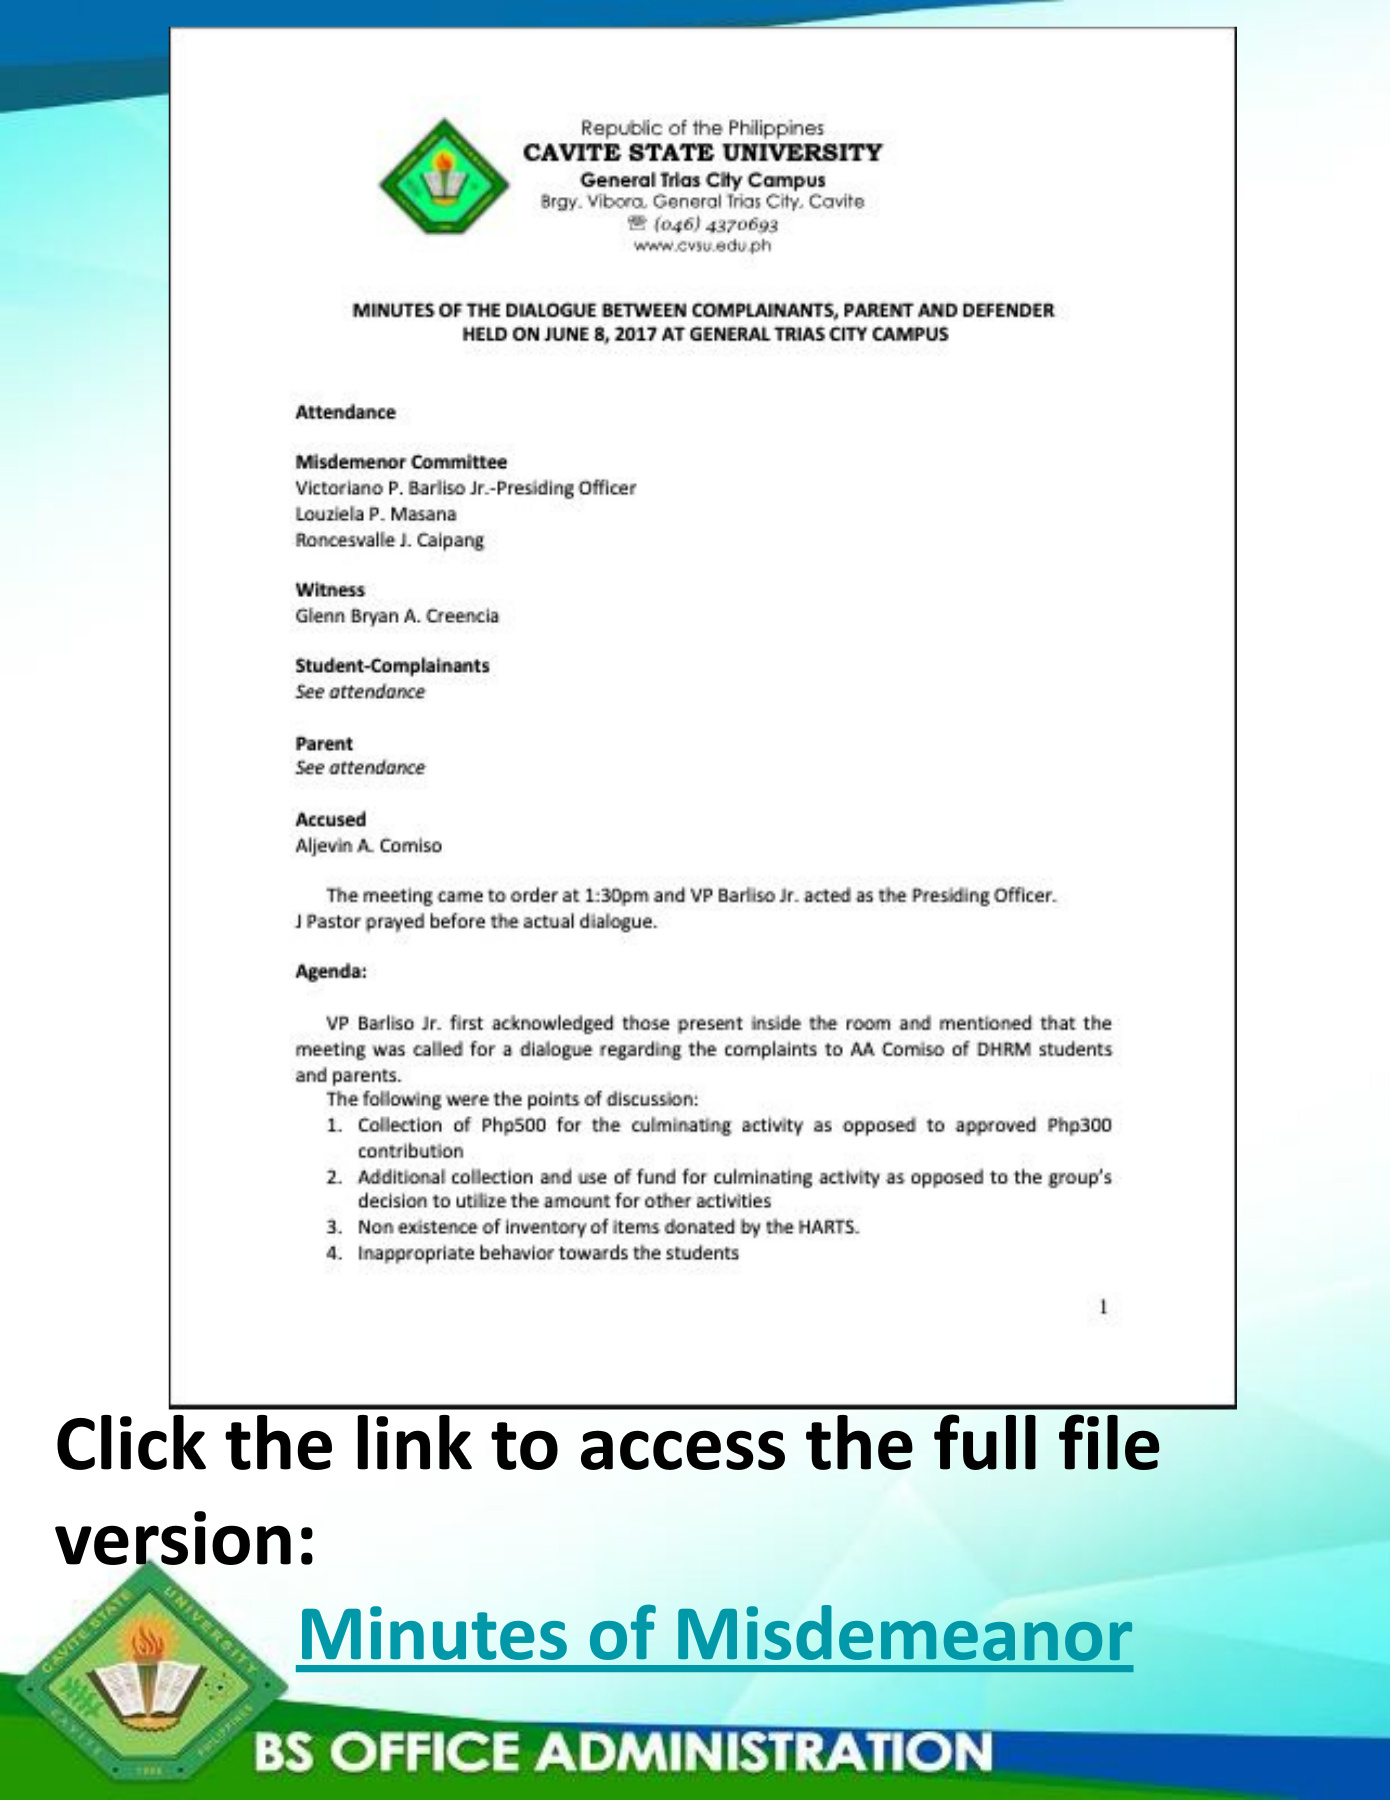 Republic of the Philippines
CAVITE STATE UNIVERSITY
General Trias City Campus
Brgy. Vibora, General Trias City, Cavite
☏ (046) 4370693
www.cvsu.edu.ph
MINUTES OF THE DIALOGUE BETWEEN COMPLAINANTS, PARENT AND DEFENDER
HELD ON JUNE 8, 2017 AT GENERAL TRIAS CITY CAMPUS
Attendance
Misdemenor Committee
Victoriano P. Barliso Jr.-Presiding Officer
Louziela P. Masana
Roncesvalle J. Caipang
Witness
Glenn Bryan A. Creencia
Student-Complainants
See attendance
Parent
See attendance
Accused
Aljevin A. Comiso
The meeting came to order at 1:30pm and VP Barliso Jr. acted as the Presiding Officer.
J Pastor prayed before the actual dialogue.
Agenda:
VP Barliso Jr. first acknowledged those present inside the room and mentioned that the
meeting was called for a dialogue regarding the complaints to AA Comiso of DHRM students
and parents.
The following were the points of discussion:
1. Collection of Php500 for the culminating activity as opposed to approved Php300
contribution
2. Additional collection and use of fund for culminating activity as opposed to the group's
decision to utilize the amount for other activities
3. Non existence of inventory of items donated by the HARTS.
4. Inappropriate behavior towards the students
1
Click the link to access the full file
version:
Minutes of Misdemeanor
CAVITE STATE UNIVERSITY
CAVITE PHILIPPINES
BS OFFICE ADMINISTRATION